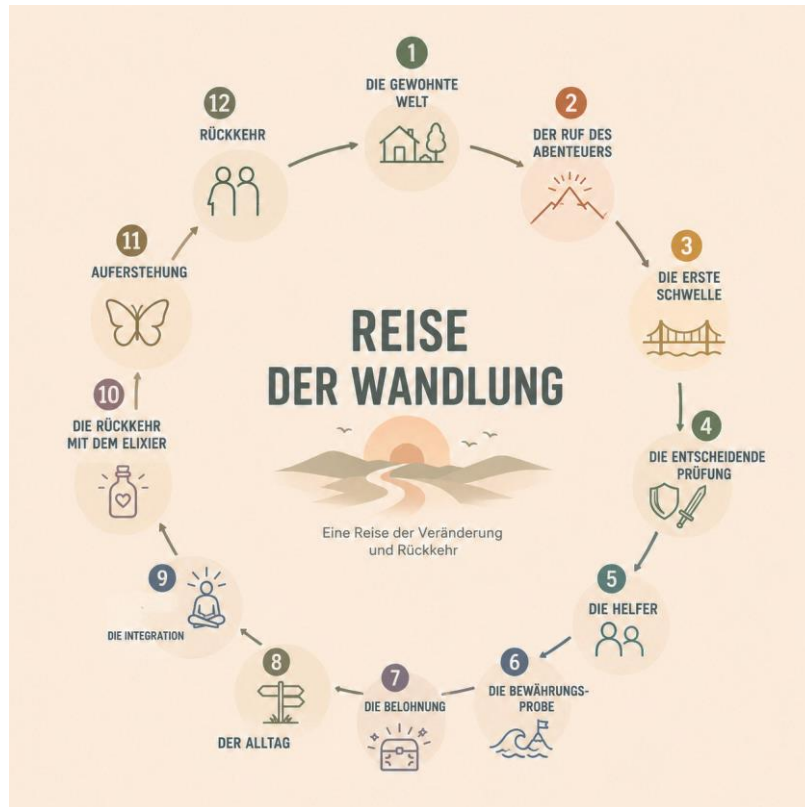 REISE
DER WANDLUNG
Eine Reise der Veränderung
und Rückkehr
1
DIE GEWOHNTE
WELT
2
DER RUF DES
ABENTEUERS
3
DIE ERSTE
SCHWELLE
4
DIE ENTSCHEIDENDE
PRÜFUNG
5
DIE HELFER
6
DIE BEWÄHRUNGS-
PROBE
7
DIE BELOHNUNG
8
DER ALLTAG
9
DIE INTEGRATION
10
DIE RÜCKKEHR
MIT DEM ELIXIER
11
AUFERSTEHUNG
12
RÜCKKEHR